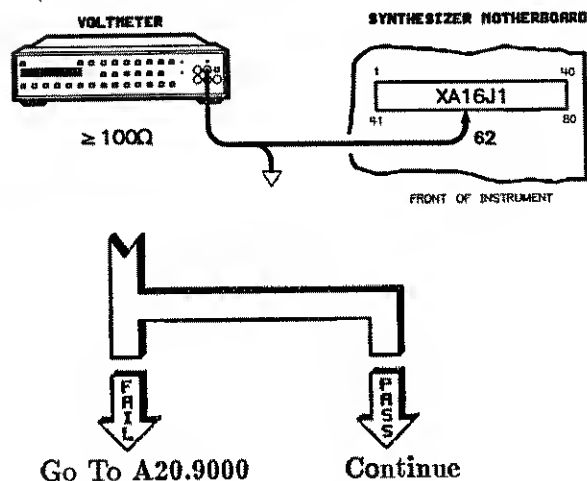 VOLTMETER
SYNTHESIZER MOTHERBOARD
1
40
XA16J1
41
80
≥ 100Ω
62
FRONT OF INSTRUMENT
FAIL
PASS
Go To A20.9000
Continue